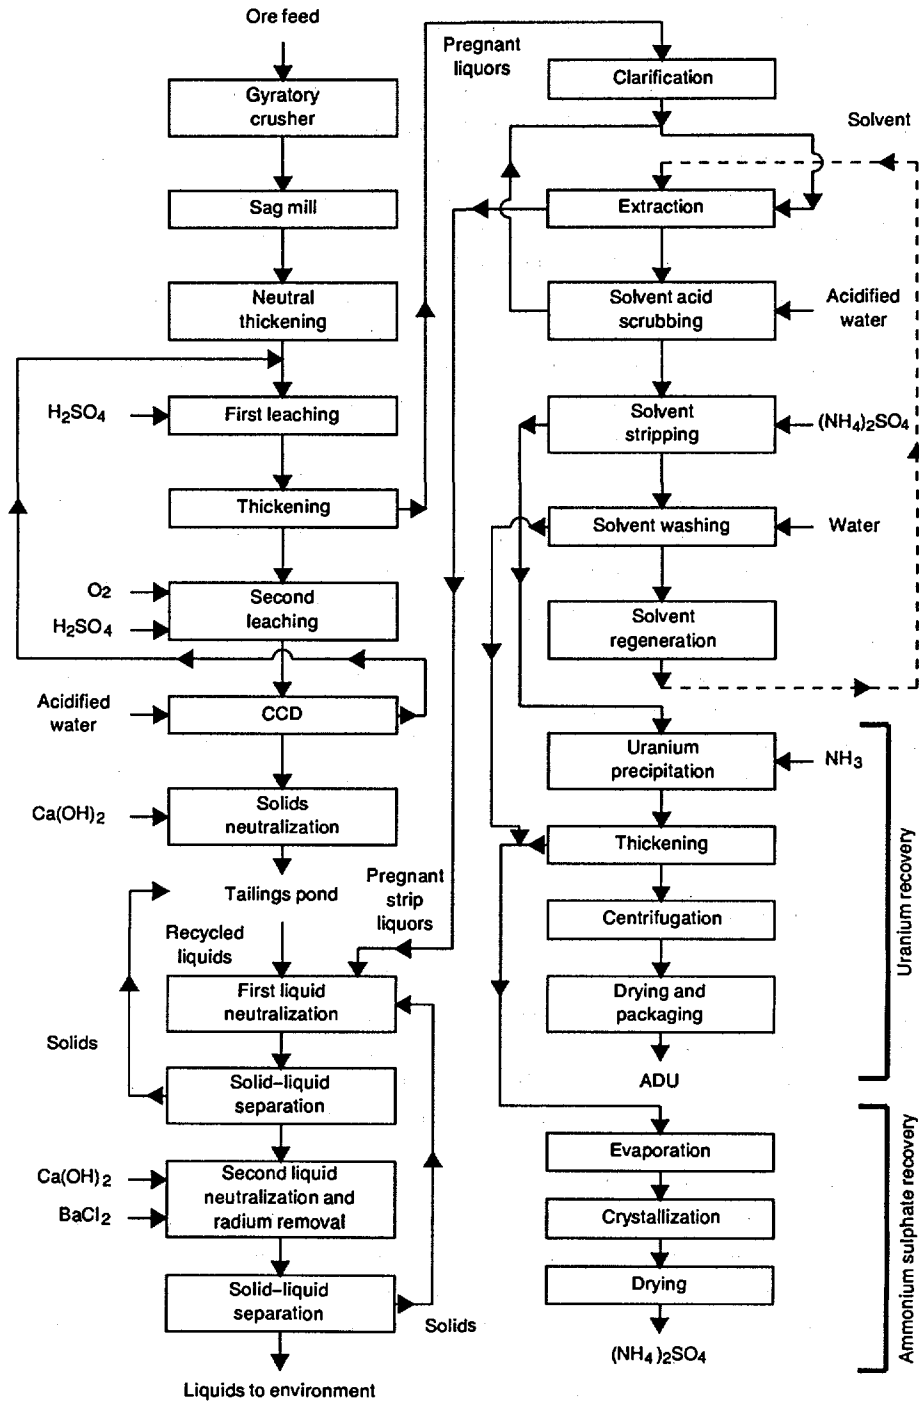 Ore feed
Gyratory
crusher
Sag mill
Neutral
thickening
H2SO4
First leaching
Thickening
O2
H2SO4
Second
leaching
Acidified
water
CCD
Ca(OH)2
Solids
neutralization
Tailings pond
Recycled
liquids
Pregnant
strip
liquors
First liquid
neutralization
Solids
Solid–liquid
separation
Ca(OH)2
BaCl2
Second liquid
neutralization and
radium removal
Solid–liquid
separation
Solids
Liquids to environment
Pregnant
liquors
Clarification
Solvent
Extraction
Solvent acid
scrubbing
Acidified
water
Solvent
stripping
(NH4)2SO4
Solvent washing
Water
Solvent
regeneration
Uranium
precipitation
NH3
Thickening
Centrifugation
Drying and
packaging
ADU
Uranium recovery
Evaporation
Crystallization
Drying
(NH4)2SO4
Ammonium sulphate recovery